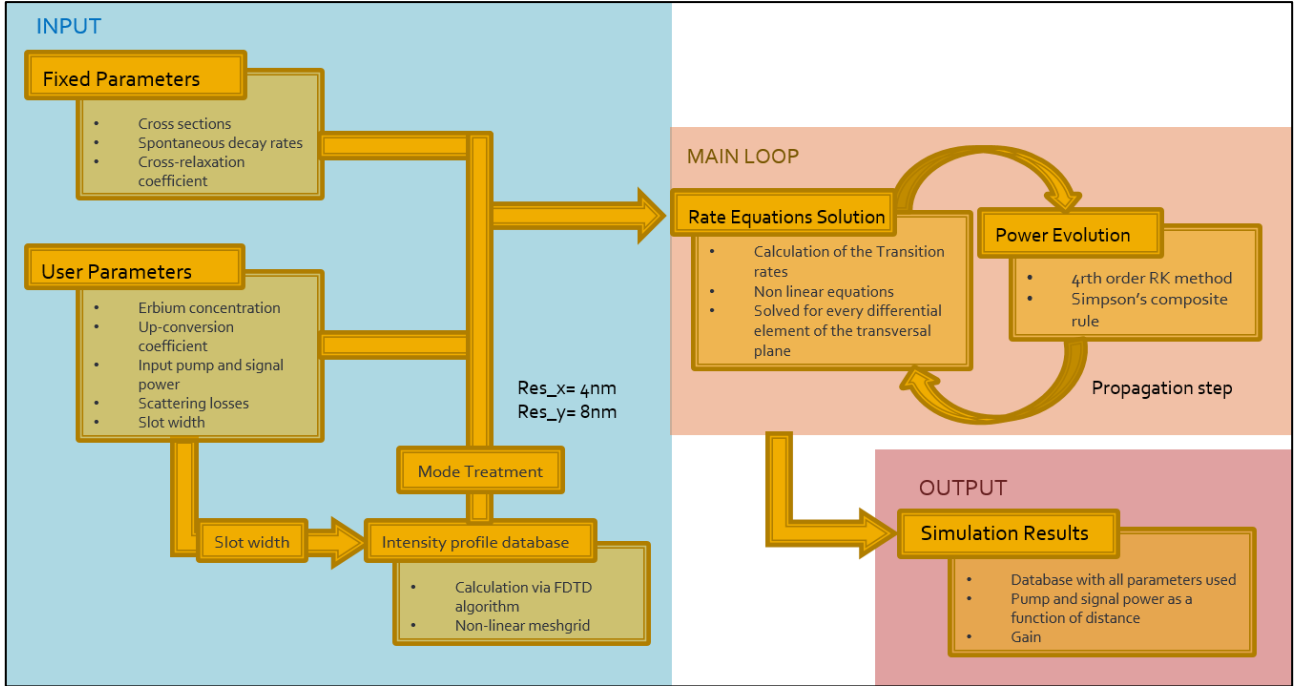 INPUT
Fixed Parameters
• Cross sections
• Spontaneous decay rates
• Cross-relaxation
coefficient
User Parameters
• Erbium concentration
• Up-conversion
coefficient
• Input pump and signal
power
• Scattering losses
• Slot width
Res_x= 4nm
Res_y= 8nm
Mode Treatment
Slot width
Intensity profile database
• Calculation via FDTD
algorithm
• Non-linear meshgrid
MAIN LOOP
Rate Equations Solution
• Calculation of the Transition
rates
• Non linear equations
• Solved for every differential
element of the transversal
plane
Power Evolution
• 4rth order RK method
• Simpson's composite
rule
Propagation step
OUTPUT
Simulation Results
• Database with all parameters used
• Pump and signal power as a
function of distance
• Gain